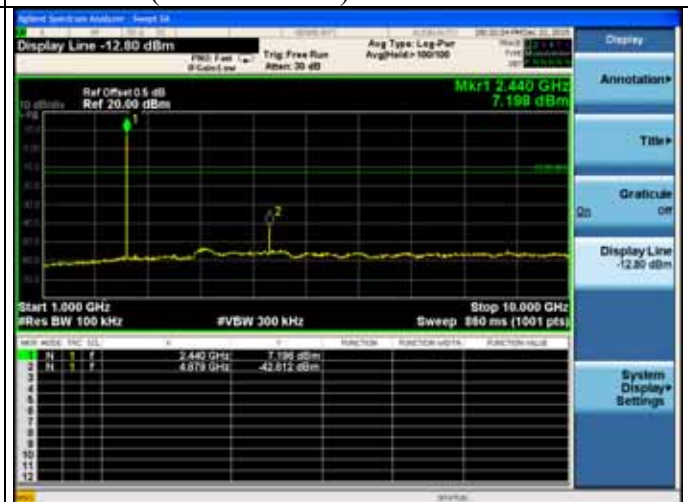 Agilent Spectrum Analyzer - Swept SA
Display Line -12.80 dBm
PNO: Fast
IFGain:Low
Trig: Free Run
Atten: 30 dB
Avg Type: Log-Pwr
Avg|Hold:>100/100
Ref Offset 0.5 dB
10 dB/div Ref 20.00 dBm
Log
Mkr1 2.440 GHz
7.198 dBm
1
2
Start 1.000 GHz
Stop 10.000 GHz
#Res BW 100 kHz
#VBW 300 kHz
Sweep 860 ms (1001 pts)
MKR MODE TRC SCL X Y FUNCTION FUNCTION WIDTH FUNCTION VALUE
1 N 1 f 2.440 GHz 7.198 dBm
2 N 1 f 4.879 GHz -42.812 dBm
3
4
5
6
7
8
9
10
11
12
MSG
STATUS
Display
Annotation
Title
Graticule
On Off
Display Line
-12.80 dBm
System
Display
Settings